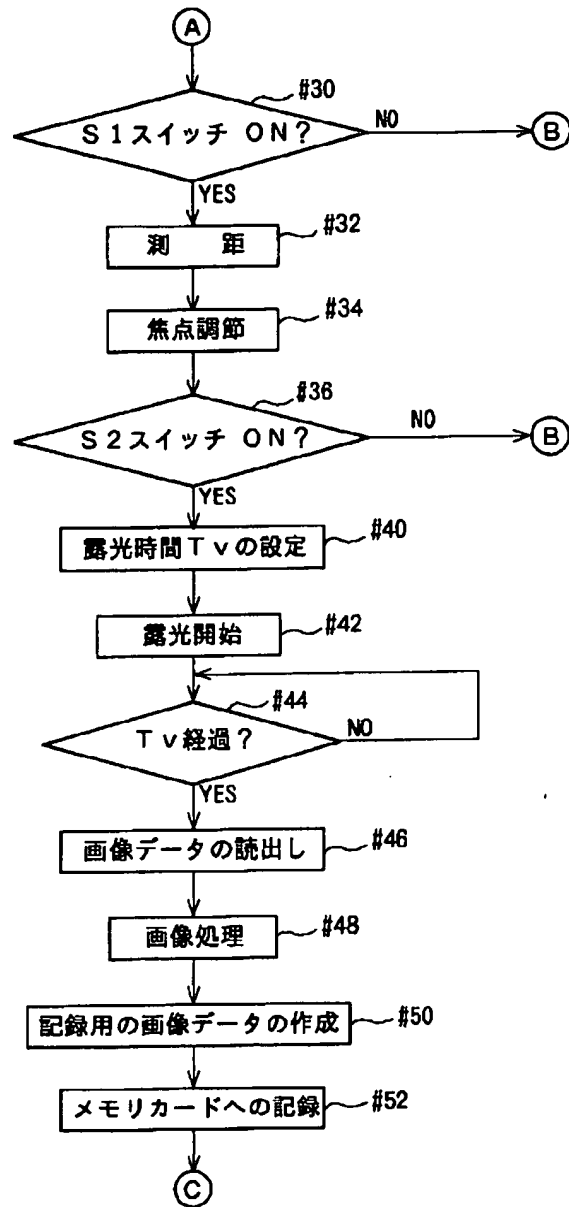 A
#30
S1スイッチ ON?
NO
B
YES
#32
測 距
#34
焦点調節
#36
S2スイッチ ON?
NO
B
YES
#40
露光時間Tvの設定
#42
露光開始
#44
Tv経過?
NO
YES
#46
画像データの読出し
#48
画像処理
#50
記録用の画像データの作成
#52
メモリカードへの記録
C